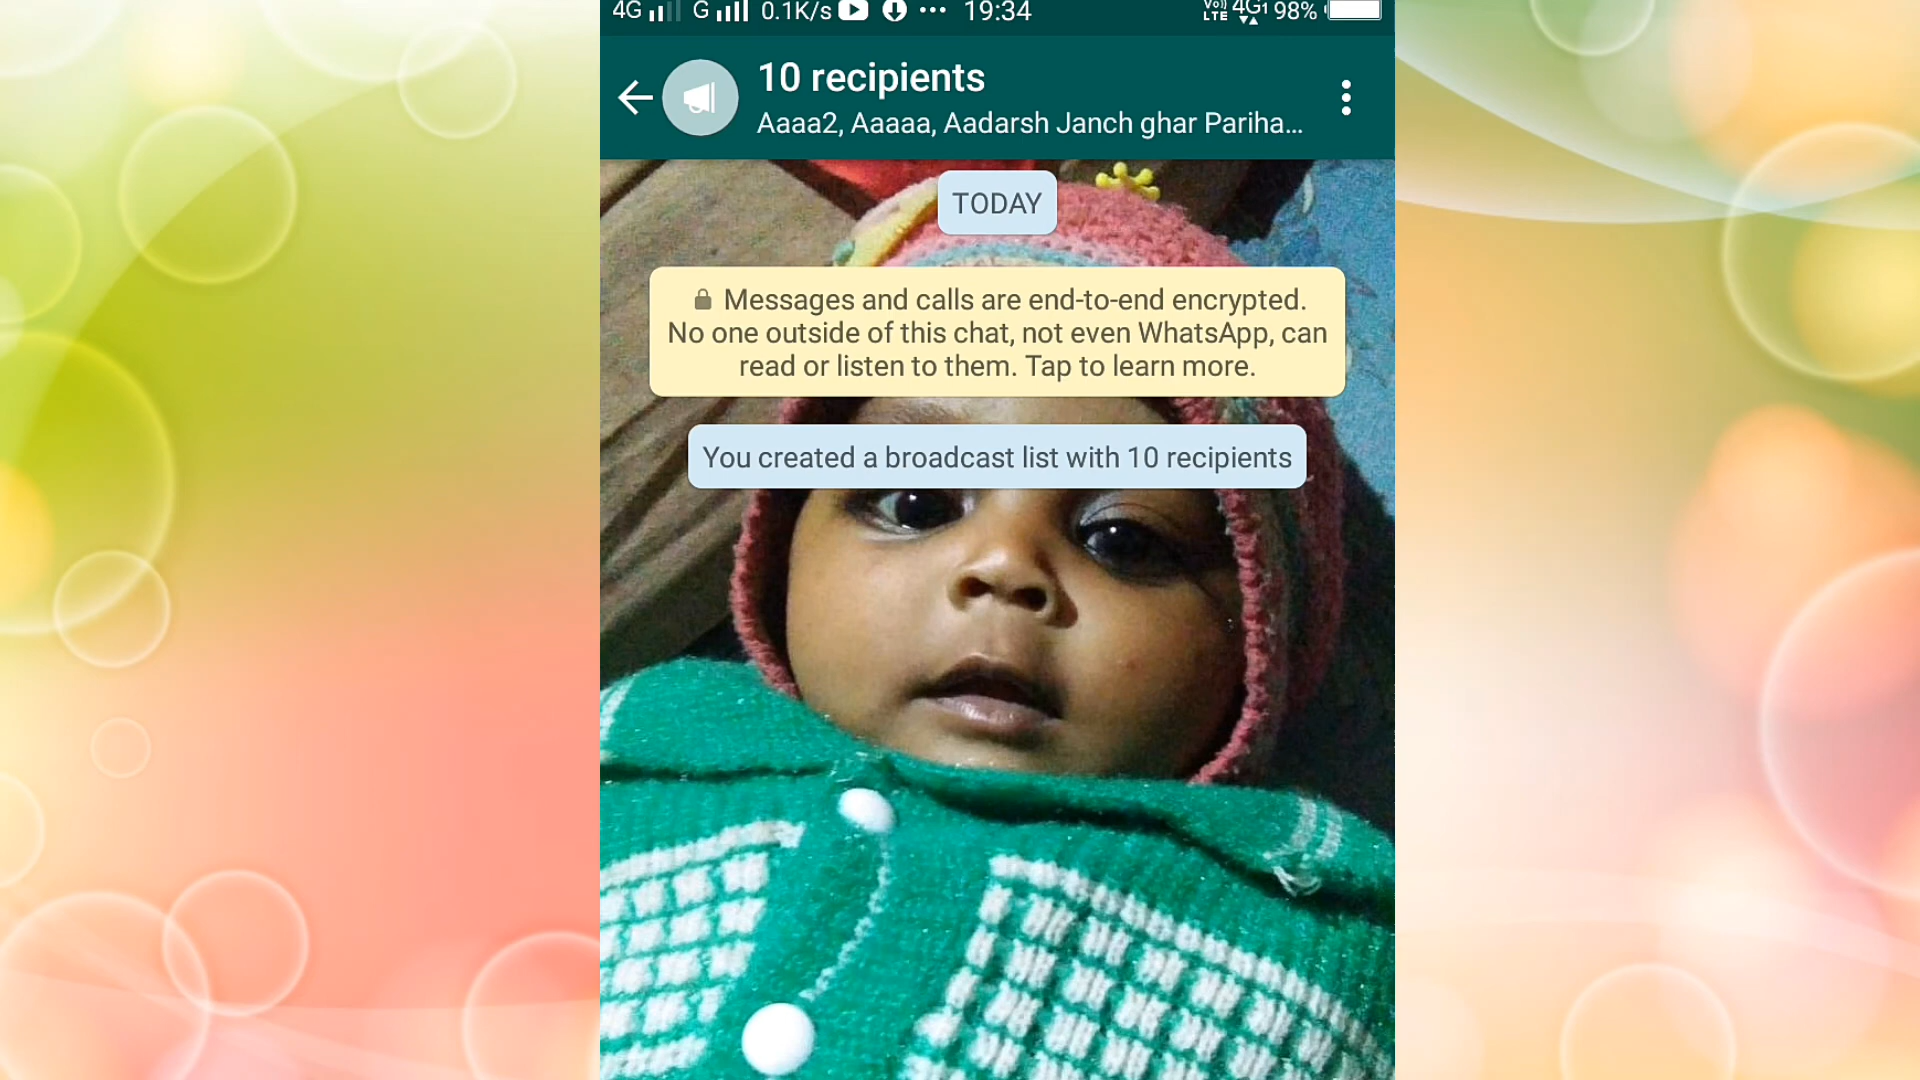 4G G 0.1K/s 19:34 VoLTE 4G1 98%
10 recipients
Aaaa2, Aaaaa, Aadarsh Janch ghar Pariha...
TODAY
Messages and calls are end-to-end encrypted.
No one outside of this chat, not even WhatsApp, can
read or listen to them. Tap to learn more.
You created a broadcast list with 10 recipients